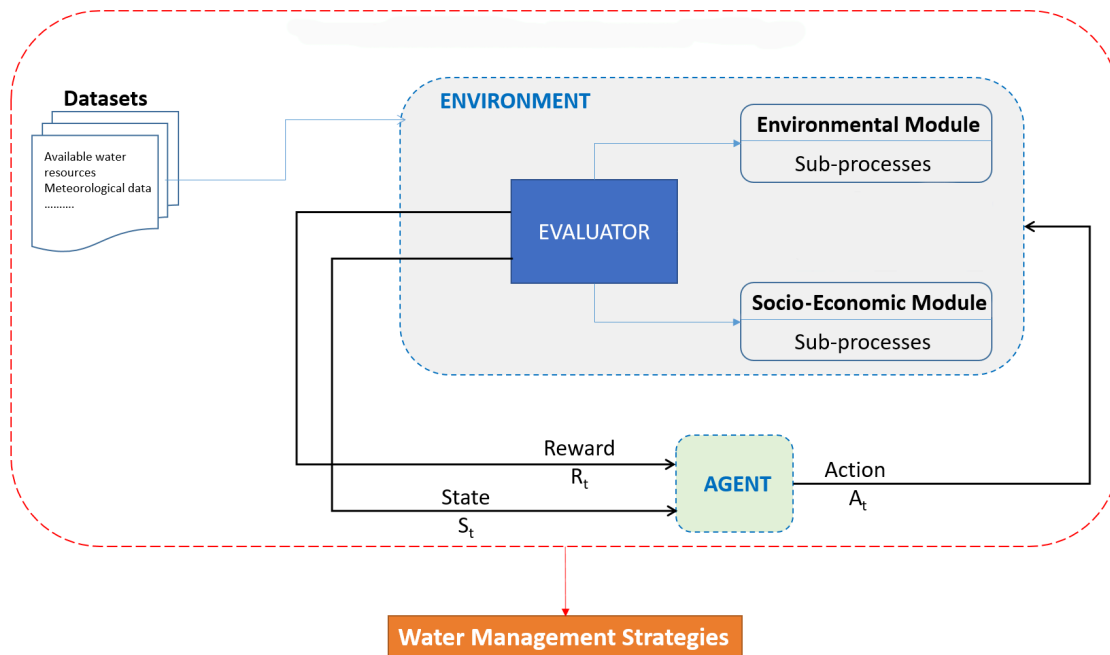 Datasets
Available water
resources
Meteorological data
..........
ENVIRONMENT
Environmental Module
Sub-processes
EVALUATOR
Socio-Economic Module
Sub-processes
Reward
Rt
State
St
AGENT
Action
At
Water Management Strategies